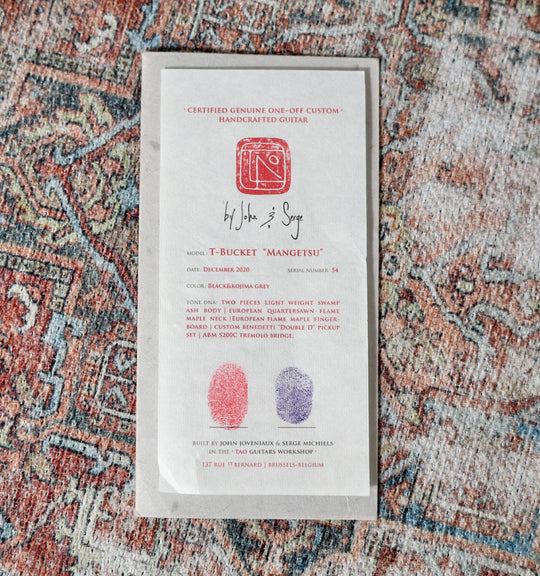 · CERTIFIED GENUINE ONE-OFF CUSTOM ·
HANDCRAFTED GUITAR
by John & Serge
MODEL: T-BUCKET "MANGETSU"
DATE: DECEMBER 2020 SERIAL NUMBER: 54
COLOR: BLACK&KOJIMA GREY
TONE DNA: TWO PIECES LIGHT WEIGHT SWAMP
ASH BODY | EUROPEAN QUARTERSAWN FLAME
MAPLE NECK |EUROPEAN FLAME MAPLE FINGER-
BOARD | CUSTOM BENEDETTI "DOUBLE D" PICKUP
SET | ABM 5200C TREMOLO BRIDGE.
BUILT BY JOHN JOVENIAUX & SERGE MICHIELS
IN THE · TAO GUITARS WORKSHOP ·
137 RUE ST BERNARD | BRUSSELS-BELGIUM